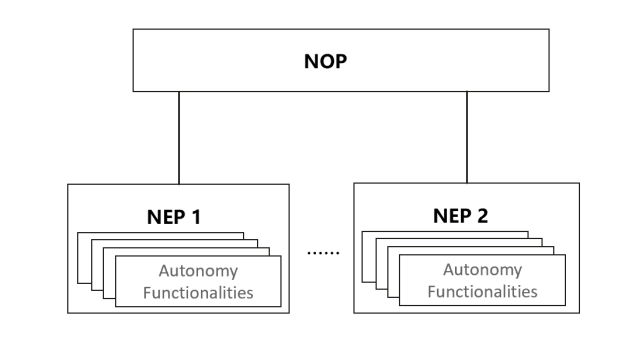 NOP
NEP 1
Autonomy
Functionalities
......
NEP 2
Autonomy
Functionalities